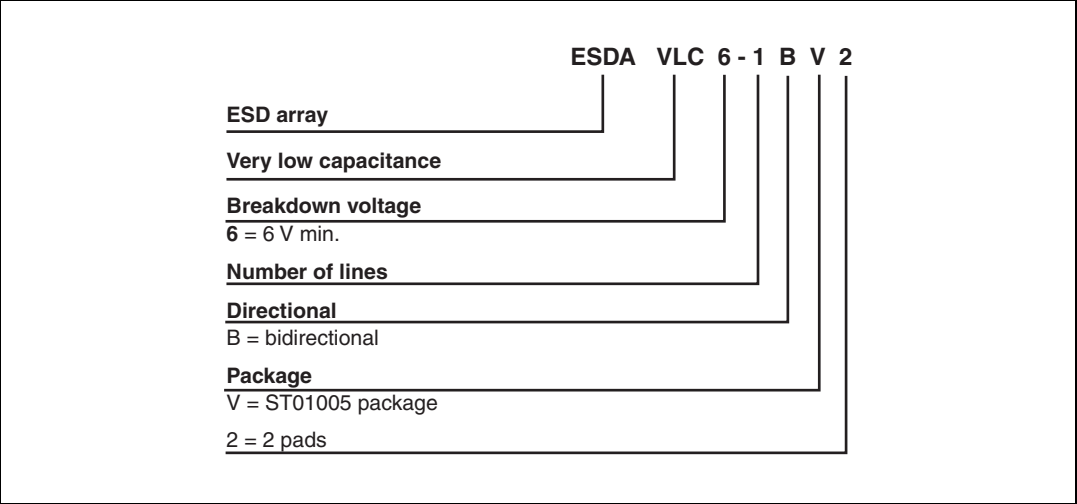 ESDA VLC 6 - 1 B V 2
ESD array
Very low capacitance
Breakdown voltage
6 = 6 V min.
Number of lines
Directional
B = bidirectional
Package
V = ST01005 package
2 = 2 pads